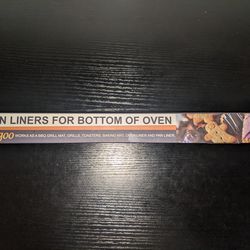 N LINERS FOR BOTTOM OF OVEN
WORKS AS A BBQ GRILL MAT, GRILLS, TOASTERS, BAKING MAT, OVEN LINER AND PAN LINER.